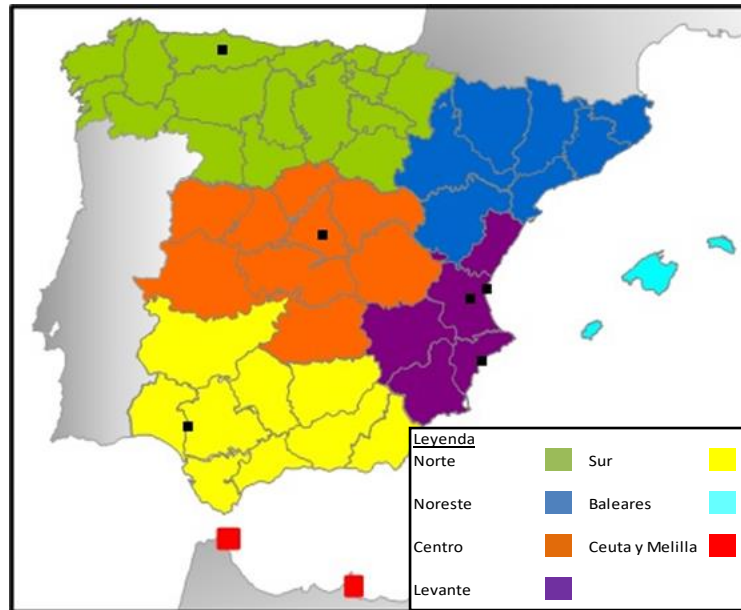 Leyenda
Norte Sur
Noreste Baleares
Centro Ceuta y Melilla
Levante